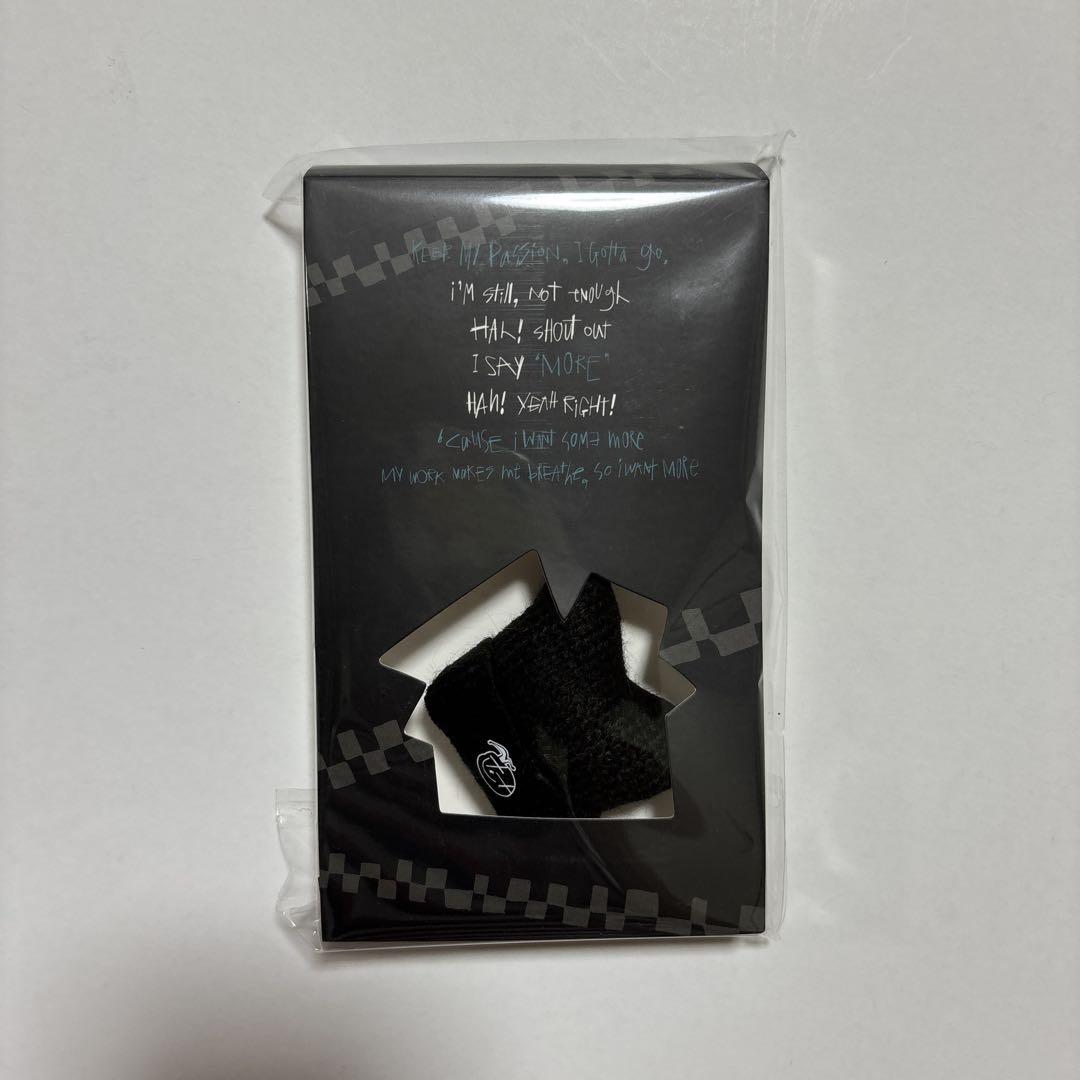 KEEP MY PASSION, I GOTTA go,
i'M still, NOT ENOUGH
HAH! SHOUT OUT
I SAY "MORE"
HAH! YEAH RIGHT!
'CAUSE i WANT SOME MORE
MY WORK MAKES ME BREATHE, SO i WANT MORE